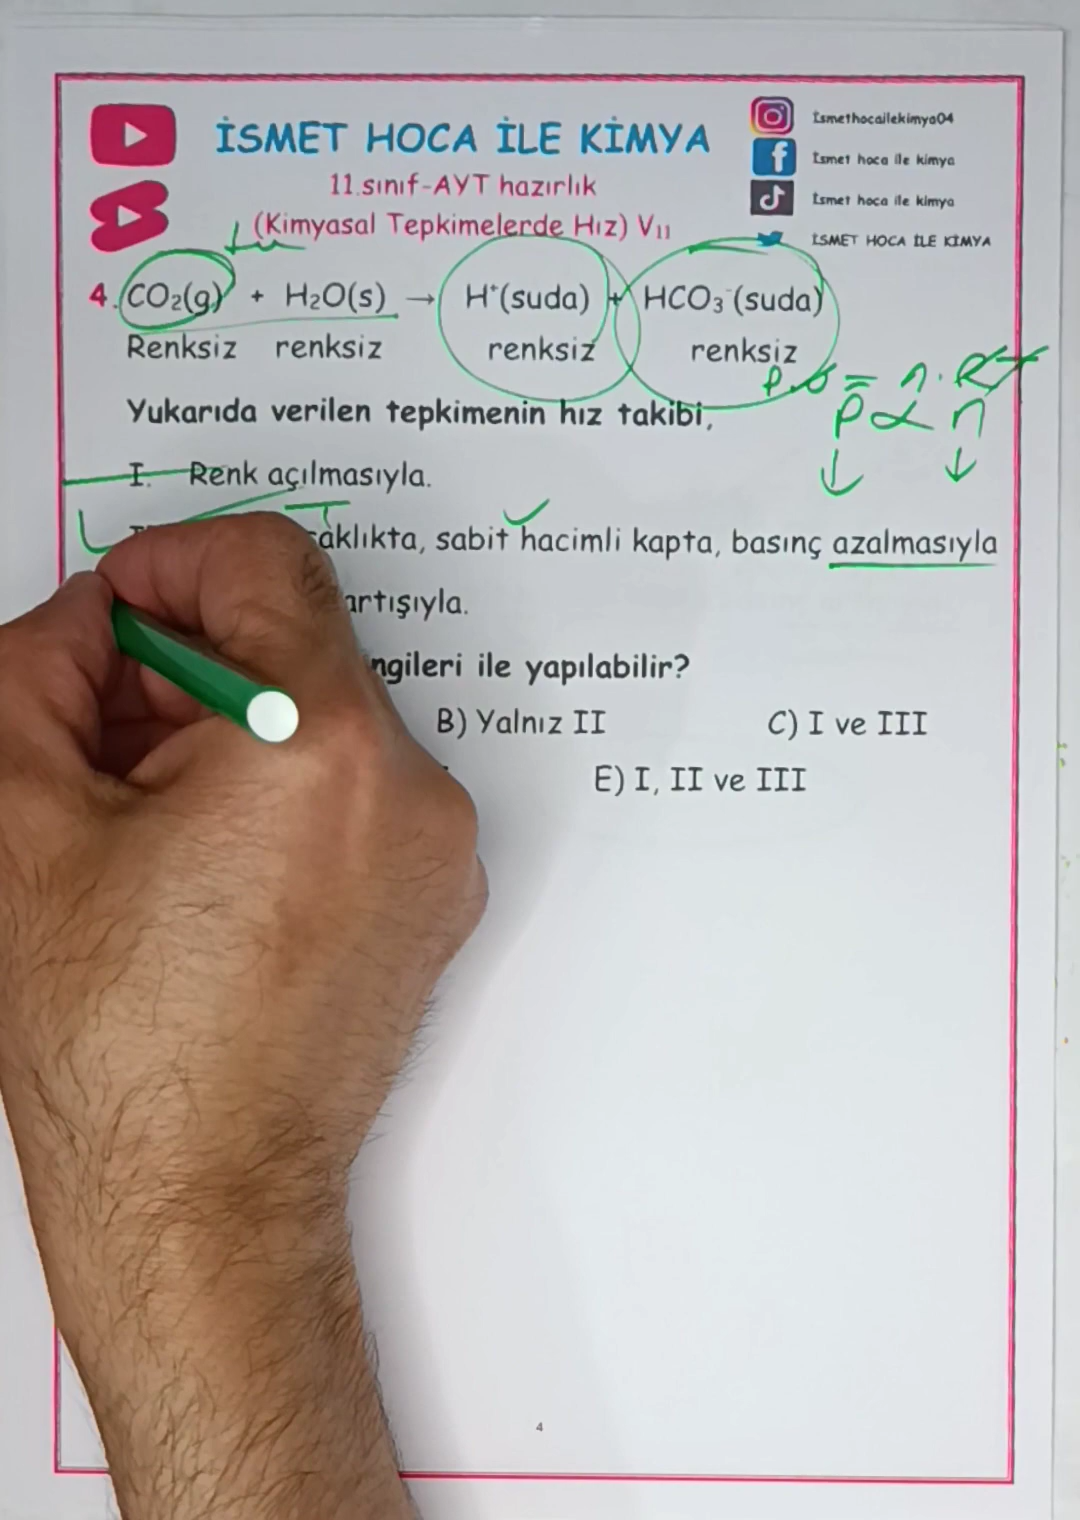 İSMET HOCA İLE KİMYA
11.sınıf-AYT hazırlık
(Kimyasal Tepkimelerde Hız) V₁₁
İsmethocailekimya04
İsmet hoca ile kimya
İsmet hoca ile kimya
İSMET HOCA İLE KİMYA
4. CO₂(g) + H₂O(s) → H⁺(suda) + HCO₃⁻(suda)
Renksiz renksiz renksiz renksiz
P.V = n.RT
Yukarıda verilen tepkimenin hız takibi,
P α n
I. Renk açılmasıyla.
sabit hacimli kapta, basınç azalmasıyla
artışıyla.
ile yapılabilir?
B) Yalnız II C) I ve III
E) I, II ve III
4